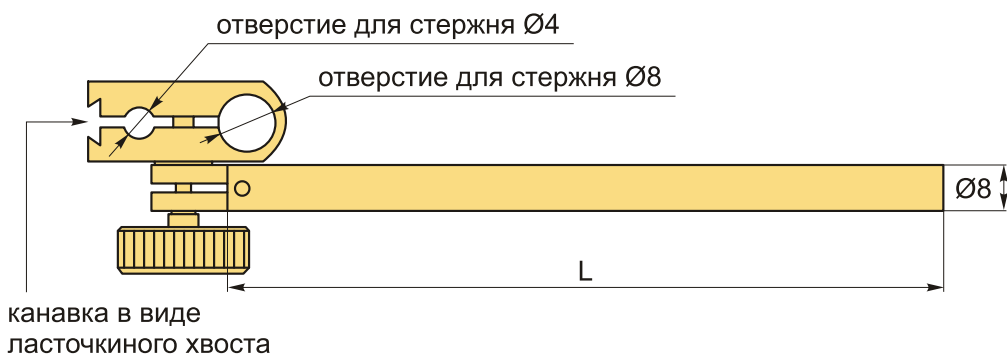 отверстие для стержня Ø4
отверстие для стержня Ø8
Ø8
L
канавка в виде
ласточкиного хвоста